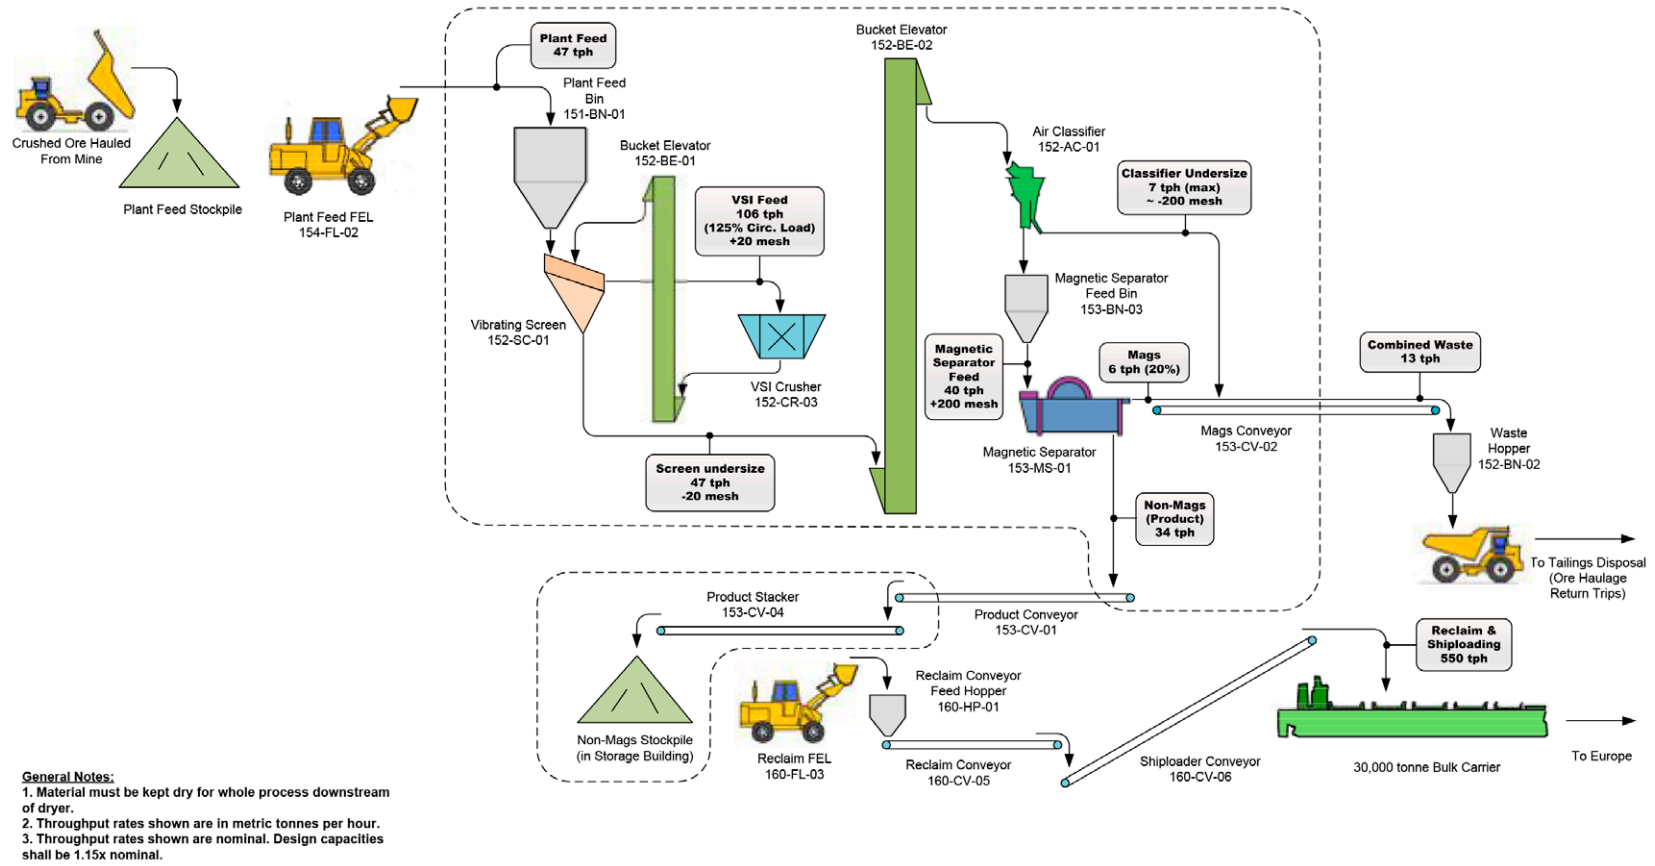 Crushed Ore Hauled
From Mine
Plant Feed Stockpile
Plant Feed FEL
154-FL-02
Plant Feed
47 tph
Plant Feed
Bin
151-BN-01
Bucket Elevator
152-BE-01
VSI Feed
106 tph
(125% Circ. Load)
+20 mesh
Vibrating Screen
152-SC-01
VSI Crusher
152-CR-03
Screen undersize
47 tph
-20 mesh
Bucket Elevator
152-BE-02
Air Classifier
152-AC-01
Classifier Undersize
7 tph (max)
~ -200 mesh
Magnetic Separator
Feed Bin
153-BN-03
Magnetic
Separator
Feed
40 tph
+200 mesh
Mags
6 tph (20%)
Magnetic Separator
153-MS-01
Mags Conveyor
153-CV-02
Combined Waste
13 tph
Waste
Hopper
152-BN-02
Non-Mags
(Product)
34 tph
To Tailings Disposal
(Ore Haulage
Return Trips)
Product Stacker
153-CV-04
Product Conveyor
153-CV-01
Non-Mags Stockpile
(in Storage Building)
Reclaim FEL
160-FL-03
Reclaim Conveyor
Feed Hopper
160-HP-01
Reclaim Conveyor
160-CV-05
Shiploader Conveyor
160-CV-06
Reclaim &
Shiploading
550 tph
30,000 tonne Bulk Carrier
To Europe
General Notes:
1. Material must be kept dry for whole process downstream
of dryer.
2. Throughput rates shown are in metric tonnes per hour.
3. Throughput rates shown are nominal. Design capacities
shall be 1.15x nominal.